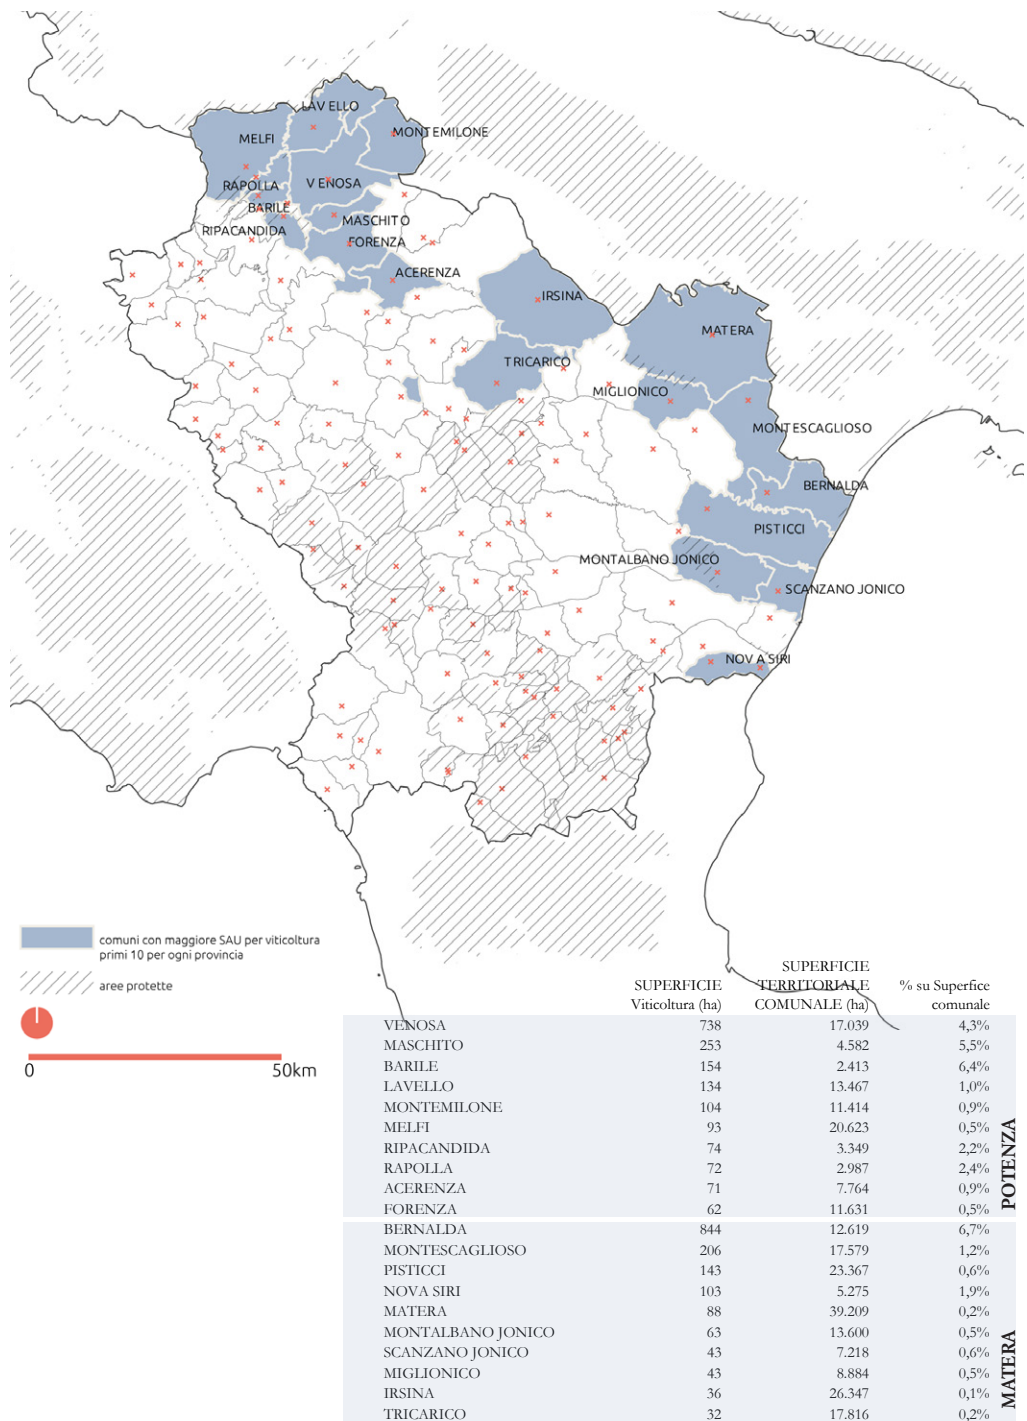 LAVELLO
MELFI
MONTEMILONE
RAPOLLA
VENOSA
BARILE
MASCHITO
RIPACANDIDA
FORENZA
ACERENZA
IRSINA
MATERA
TRICARICO
MIGLIONICO
MONTESCAGLIOSO
BERNALDA
PISTICCI
MONTALBANO JONICO
SCANZANO JONICO
NOVA SIRI
comuni con maggiore SAU per viticoltura
primi 10 per ogni provincia
aree protette
0 50km
SUPERFICIE Viticoltura (ha)
SUPERFICIE TERRITORIALE COMUNALE (ha)
% su Superfice comunale
VENOSA 738 17.039 4,3%
MASCHITO 253 4.582 5,5%
BARILE 154 2.413 6,4%
LAVELLO 134 13.467 1,0%
MONTEMILONE 104 11.414 0,9%
MELFI 93 20.623 0,5%
RIPACANDIDA 74 3.349 2,2%
RAPOLLA 72 2.987 2,4%
ACERENZA 71 7.764 0,9%
FORENZA 62 11.631 0,5%
POTENZA
BERNALDA 844 12.619 6,7%
MONTESCAGLIOSO 206 17.579 1,2%
PISTICCI 143 23.367 0,6%
NOVA SIRI 103 5.275 1,9%
MATERA 88 39.209 0,2%
MONTALBANO JONICO 63 13.600 0,5%
SCANZANO JONICO 43 7.218 0,6%
MIGLIONICO 43 8.884 0,5%
IRSINA 36 26.347 0,1%
TRICARICO 32 17.816 0,2%
MATERA